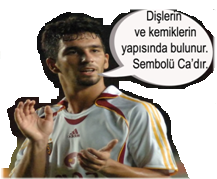 Dişlerin
ve kemiklerin
yapısında bulunur.
Sembolü Ca'dır.